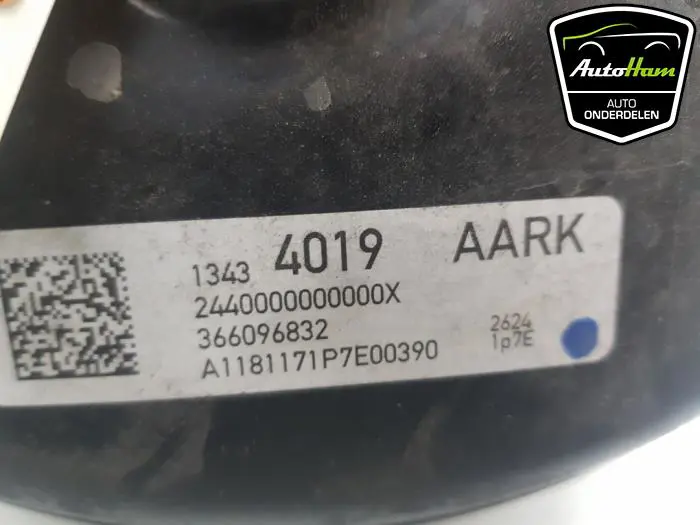 AutoHam
AUTO
ONDERDELEN
1343 4019 AARK
2440000000000X
366096832
A1181171P7E00390
2624
1p7E